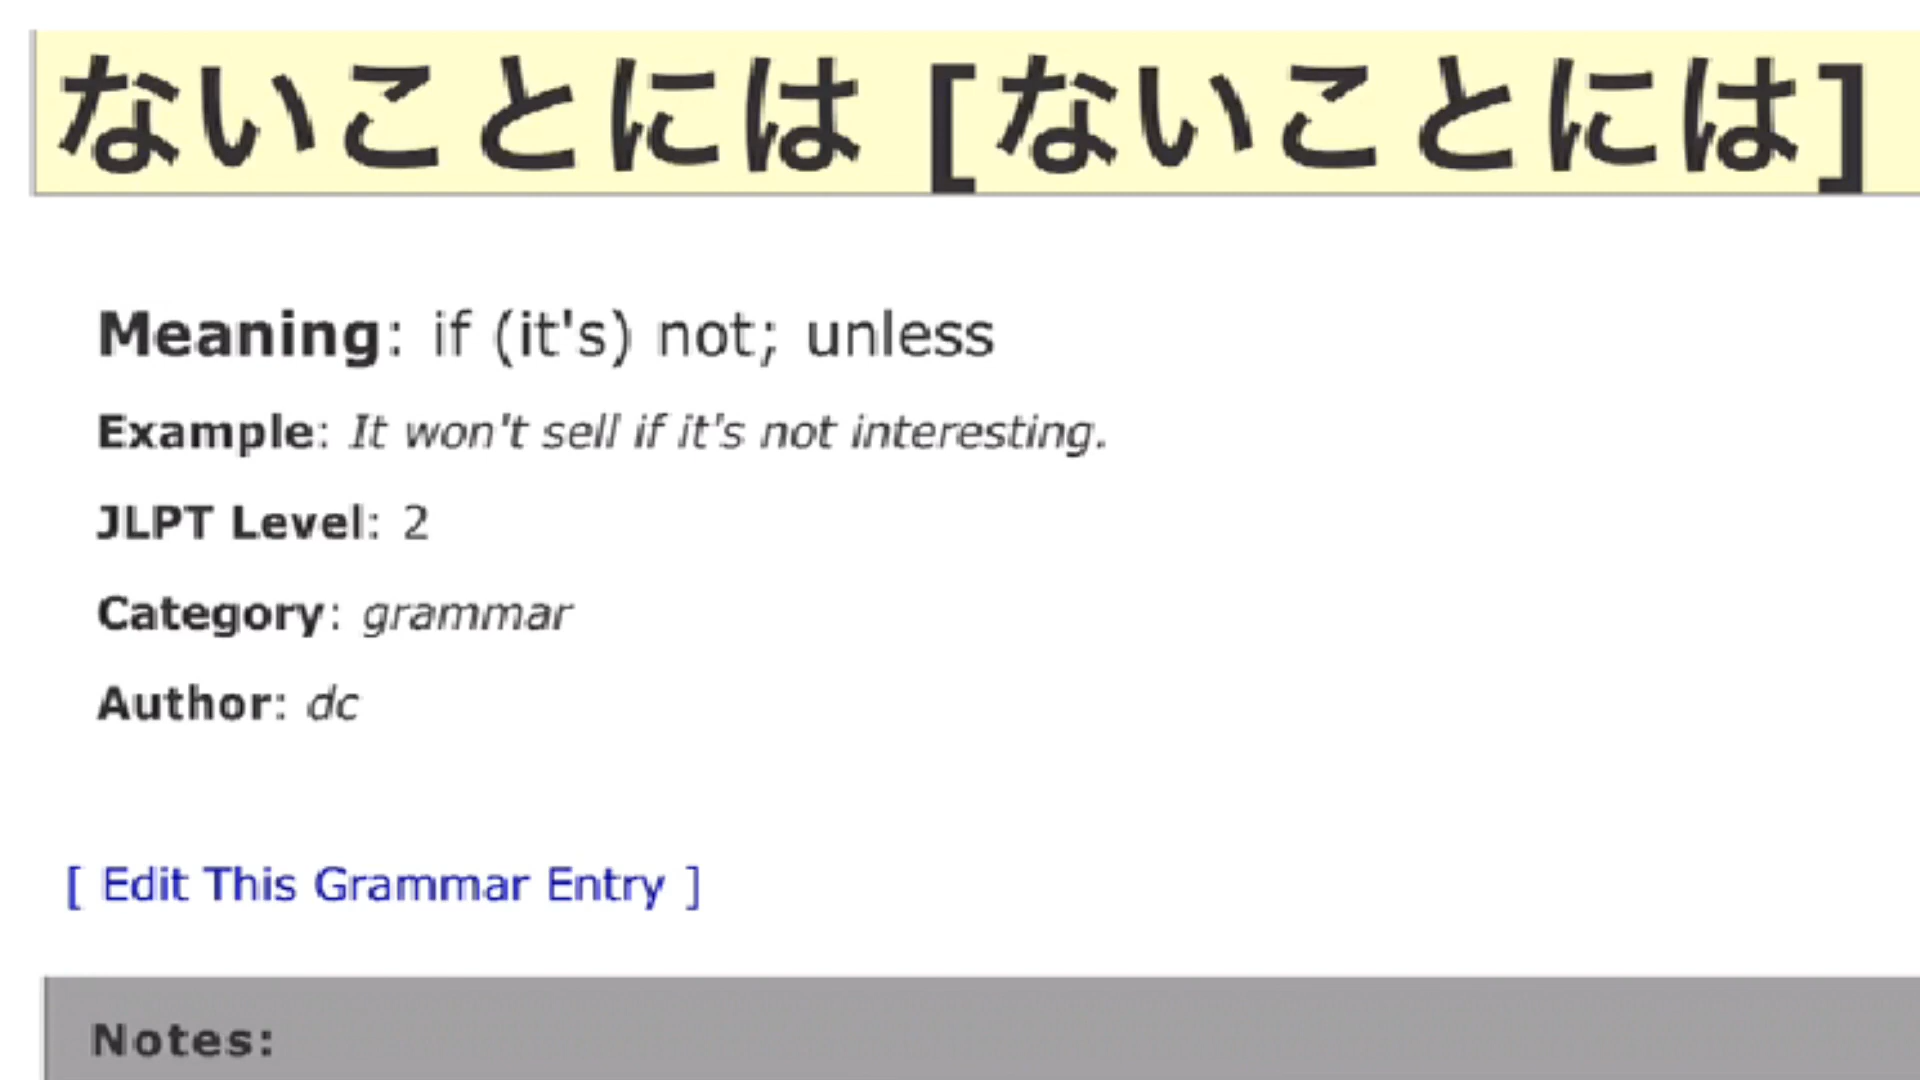 ないことには [ないことには]
Meaning: if (it's) not; unless
Example: It won't sell if it's not interesting.
JLPT Level: 2
Category: grammar
Author: dc
[ Edit This Grammar Entry ]
Notes: